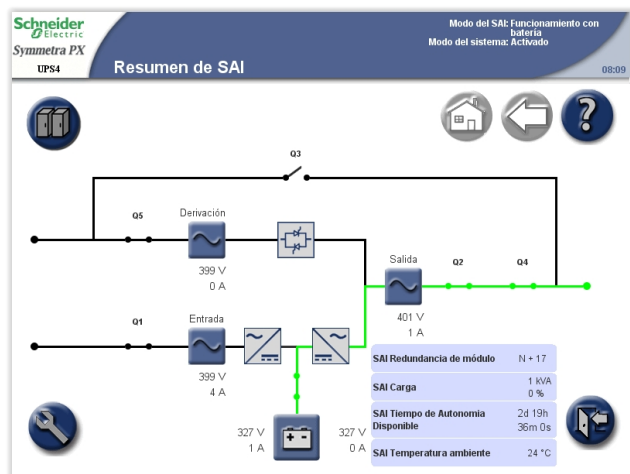 Schneider
Electric
Symmetra PX
UPS4
Resumen de SAI
Modo del SAI: Funcionamiento con
batería
Modo del sistema: Activado
08:09
Q3
Q5
Derivación
399 V
0 A
Salida
Q2
Q4
401 V
1 A
Q1
Entrada
399 V
4 A
327 V
1 A
327 V
0 A
SAI Redundancia de módulo N + 17
SAI Carga 1 kVA
0 %
SAI Tiempo de Autonomia 2d 19h
Disponible 36m 0s
SAI Temperatura ambiente 24 °C